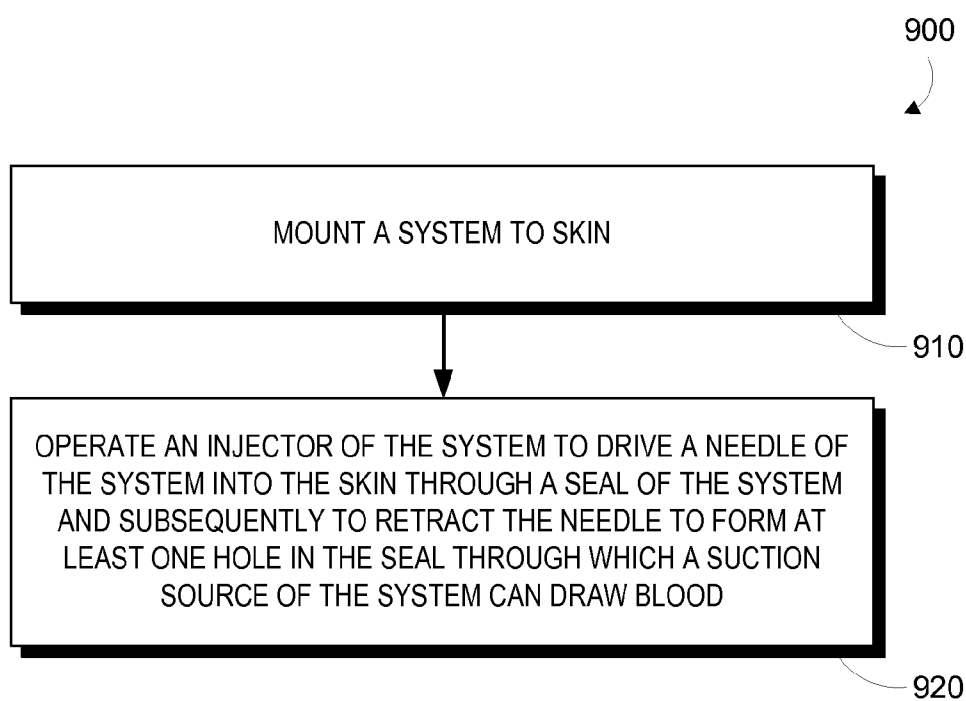 900
MOUNT A SYSTEM TO SKIN
910
OPERATE AN INJECTOR OF THE SYSTEM TO DRIVE A NEEDLE OF
THE SYSTEM INTO THE SKIN THROUGH A SEAL OF THE SYSTEM
AND SUBSEQUENTLY TO RETRACT THE NEEDLE TO FORM AT
LEAST ONE HOLE IN THE SEAL THROUGH WHICH A SUCTION
SOURCE OF THE SYSTEM CAN DRAW BLOOD
920